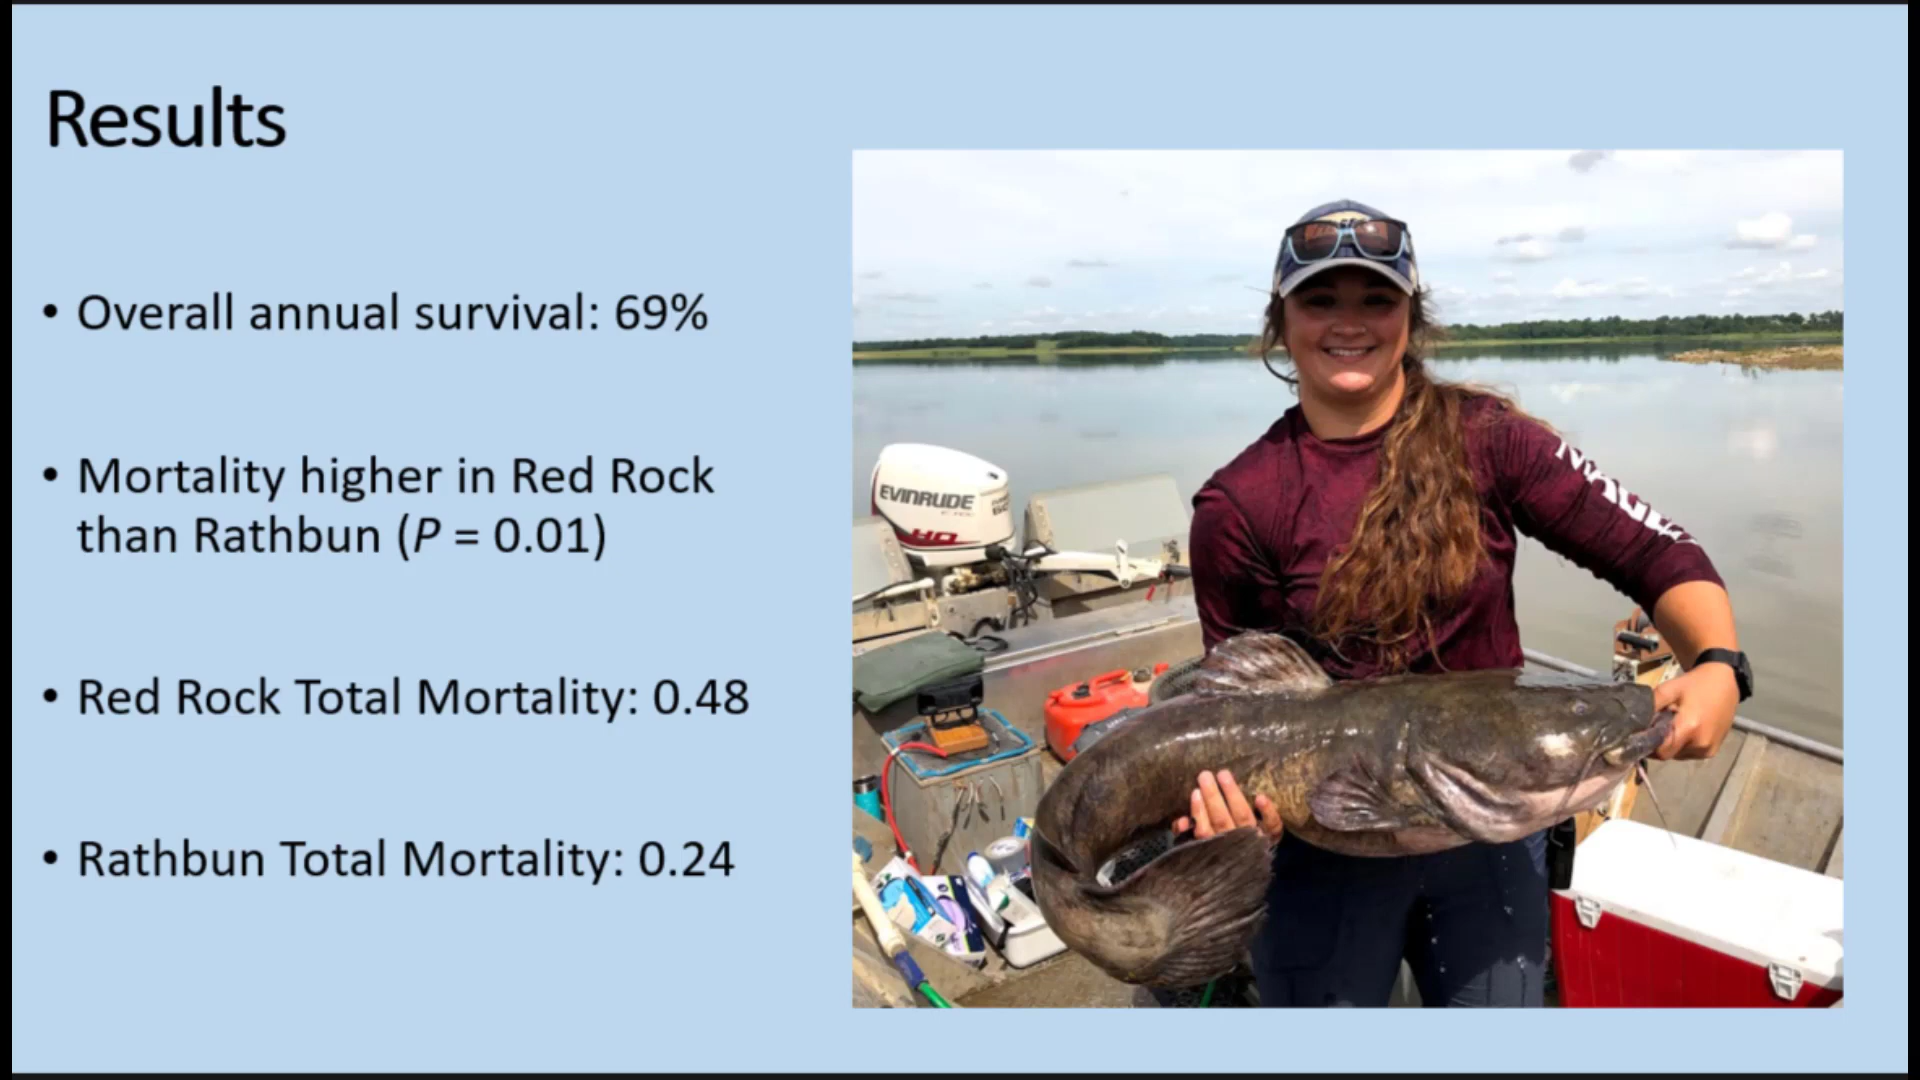 Results
• Overall annual survival: 69%
• Mortality higher in Red Rock
than Rathbun (P = 0.01)
• Red Rock Total Mortality: 0.48
• Rathbun Total Mortality: 0.24
EVINRUDE
HO